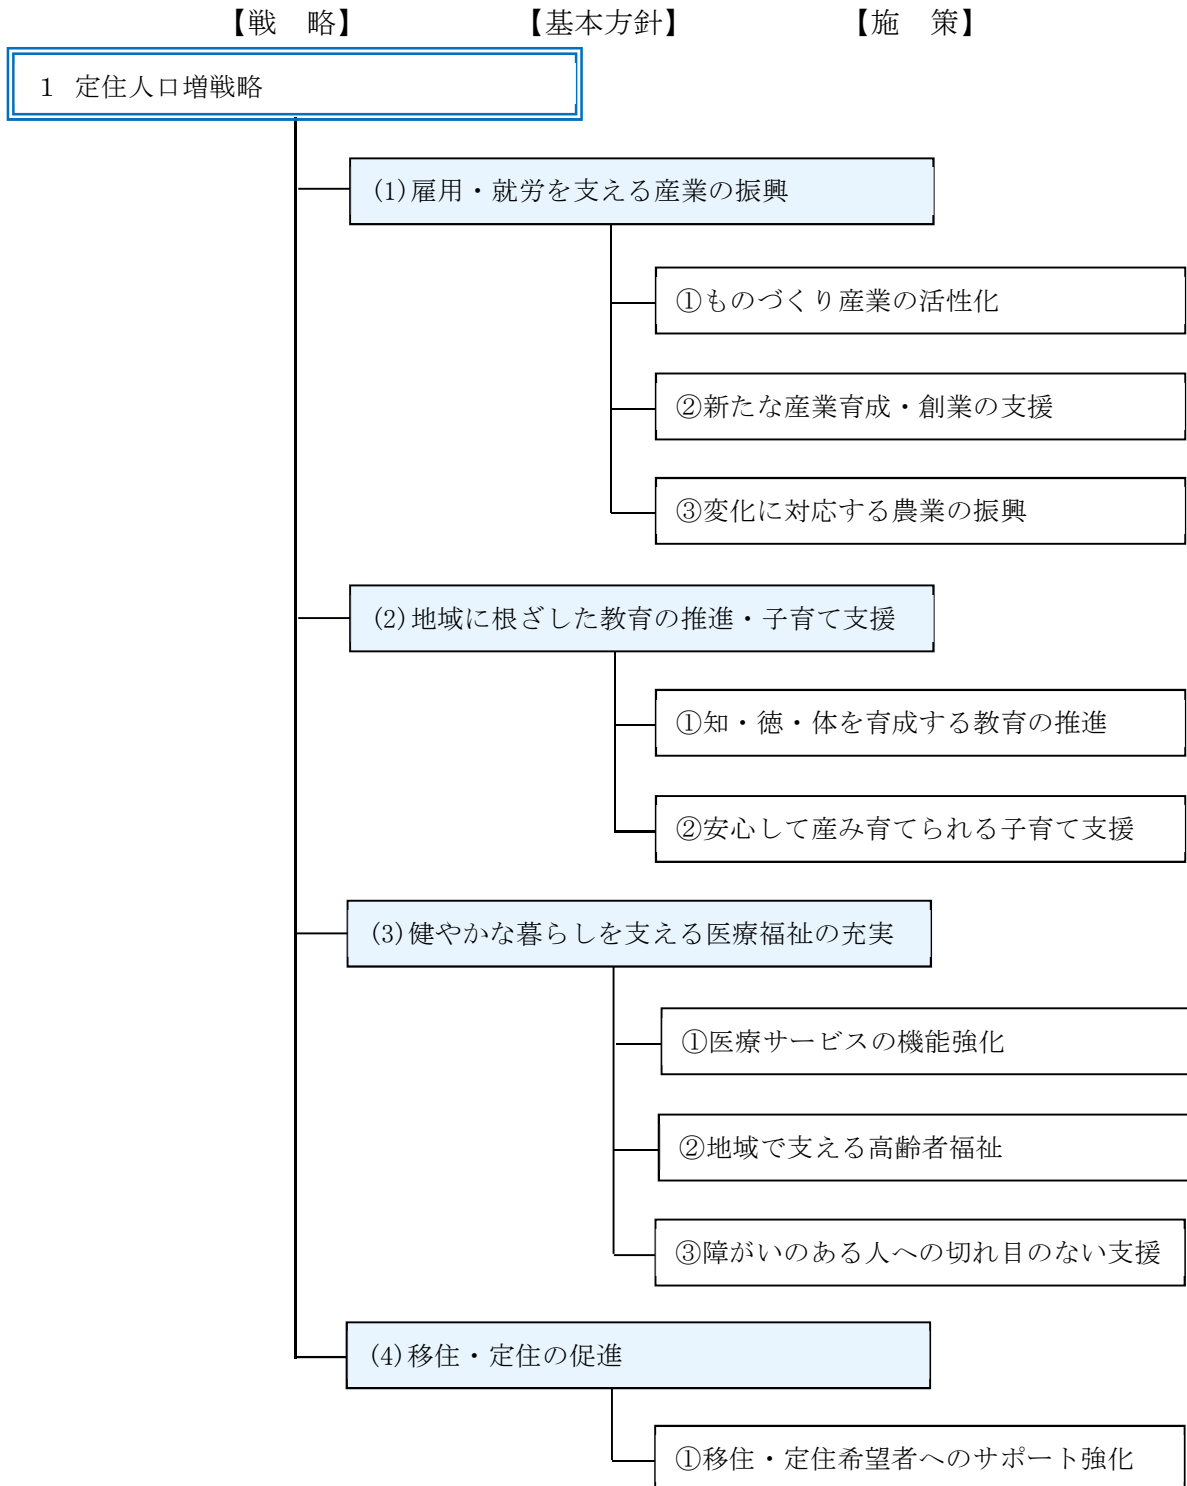 【戦　略】　【基本方針】　【施　策】
1 定住人口増戦略
(1)雇用・就労を支える産業の振興
①ものづくり産業の活性化
②新たな産業育成・創業の支援
③変化に対応する農業の振興
(2)地域に根ざした教育の推進・子育て支援
①知・徳・体を育成する教育の推進
②安心して産み育てられる子育て支援
(3)健やかな暮らしを支える医療福祉の充実
①医療サービスの機能強化
②地域で支える高齢者福祉
③障がいのある人への切れ目のない支援
(4)移住・定住の促進
①移住・定住希望者へのサポート強化